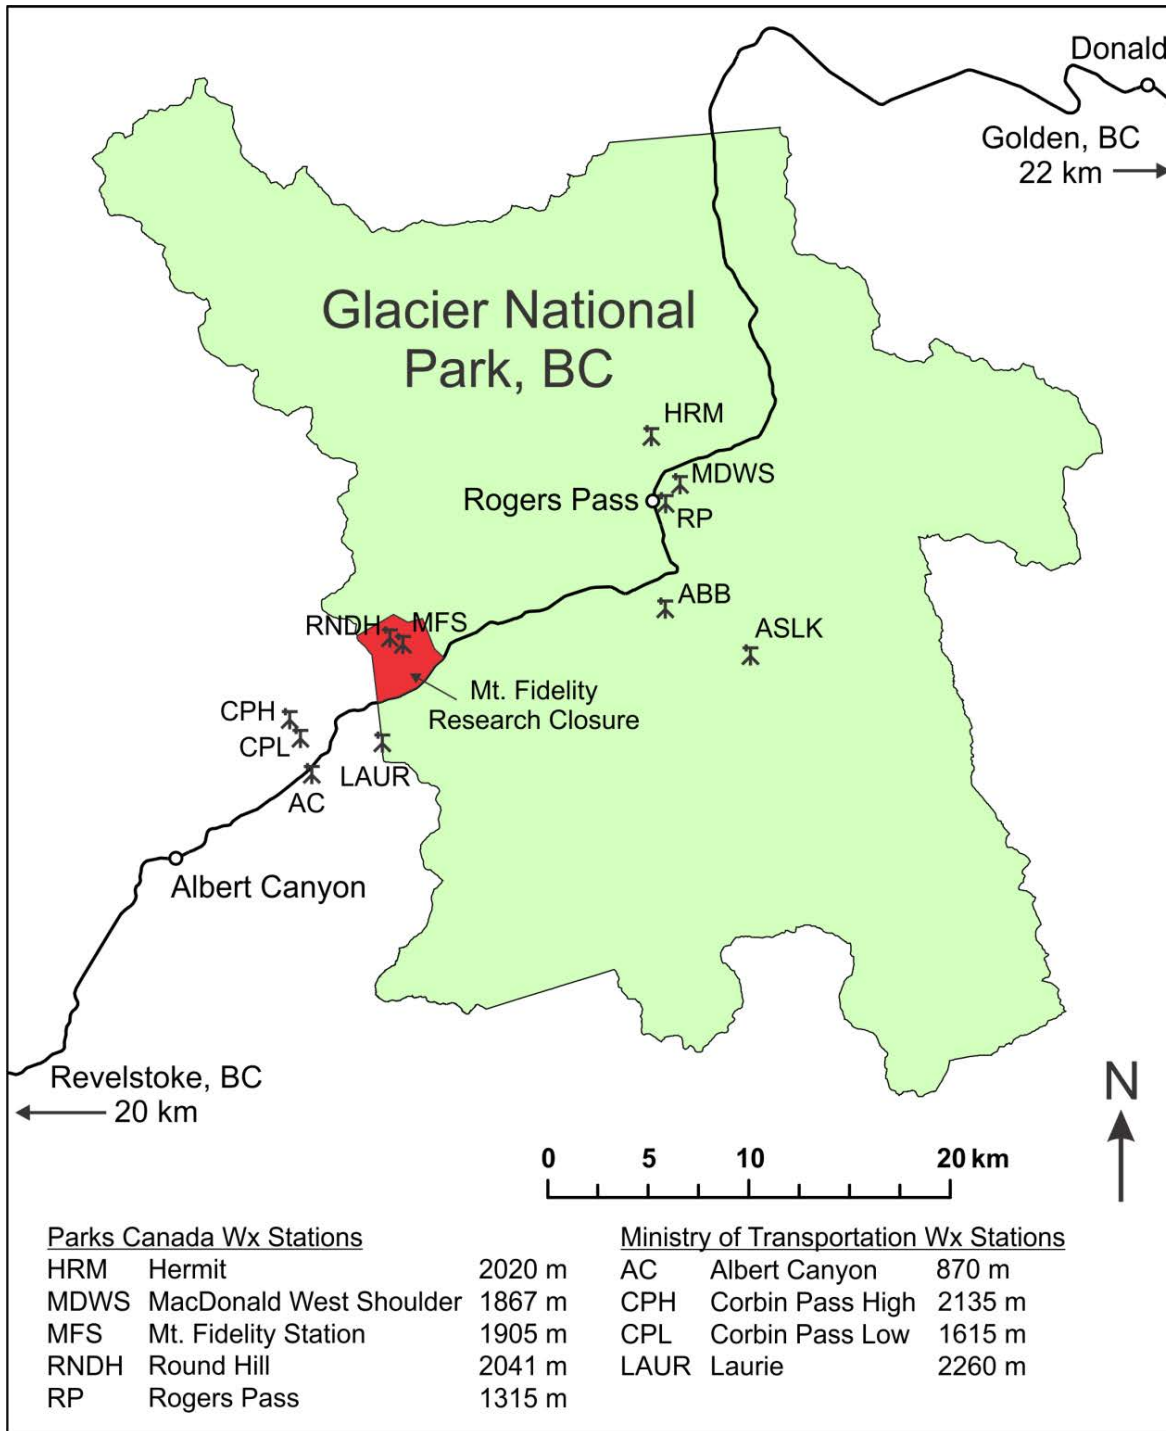 Donald
Golden, BC
22 km
Glacier National
Park, BC
HRM
MDWS
Rogers Pass
RP
ABB
RNDH
MFS
ASLK
Mt. Fidelity
Research Closure
CPH
CPL
LAUR
AC
Albert Canyon
Revelstoke, BC
20 km
N
0 5 10 20 km
Parks Canada Wx Stations
HRM Hermit 2020 m
MDWS MacDonald West Shoulder 1867 m
MFS Mt. Fidelity Station 1905 m
RNDH Round Hill 2041 m
RP Rogers Pass 1315 m
Ministry of Transportation Wx Stations
AC Albert Canyon 870 m
CPH Corbin Pass High 2135 m
CPL Corbin Pass Low 1615 m
LAUR Laurie 2260 m